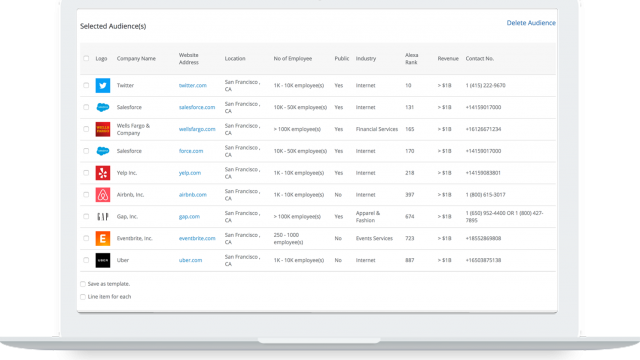 Selected Audience(s) Delete Audience
Logo Company Name Website Address Location No of Employee Public Industry Alexa Rank Revenue Contact No.
Twitter twitter.com San Francisco , CA 1K - 10K employee(s) Yes Internet 10 > $1B 1 (415) 222-9670
salesforce Salesforce salesforce.com San Francisco , CA 10K - 50K employee(s) Yes Internet 131 > $1B +14159017000
WELLS FARGO Wells Fargo & Company wellsfargo.com San Francisco , CA > 100K employee(s) Yes Financial Services 165 > $1B +16126671234
salesforce Salesforce force.com San Francisco , CA 10K - 50K employee(s) Yes Internet 170 > $1B +14159017000
Yelp Inc. yelp.com San Francisco , CA 1K - 10K employee(s) Yes Internet 218 > $1B +14159083801
Airbnb, Inc. airbnb.com San Francisco , CA 1K - 10K employee(s) No Internet 397 > $1B 1 (800) 615-3017
GAP Gap, Inc. gap.com San Francisco , CA > 100K employee(s) Yes Apparel & Fashion 674 > $1B 1 (650) 952-4400 OR 1 (800) 427-7895
E Eventbrite, Inc. eventbrite.com San Francisco , CA 250 - 1000 employee(s) No Events Services 723 > $1B +18552869808
UBER Uber uber.com San Francisco , CA 1K - 10K employee(s) No Internet 887 > $1B +16503875138
Save as template.
Line item for each